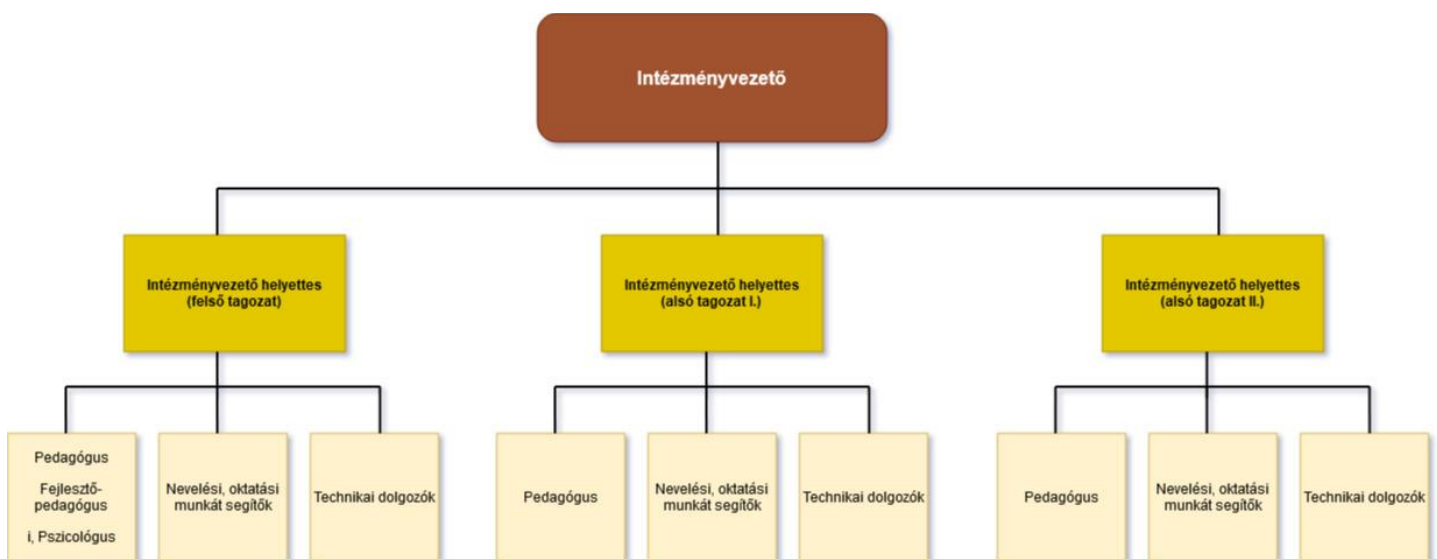 Intézményvezető
Intézményvezető helyettes
(felső tagozat)
Intézményvezető helyettes
(alsó tagozat I.)
Intézményvezető helyettes
(alsó tagozat II.)
Pedagógus
Fejlesztő-
pedagógus
i, Pszicológus
Nevelési, oktatási
munkát segítők
Technikai dolgozók
Pedagógus
Nevelési, oktatási
munkát segítők
Technikai dolgozók
Pedagógus
Nevelési, oktatási
munkát segítők
Technikai dolgozók